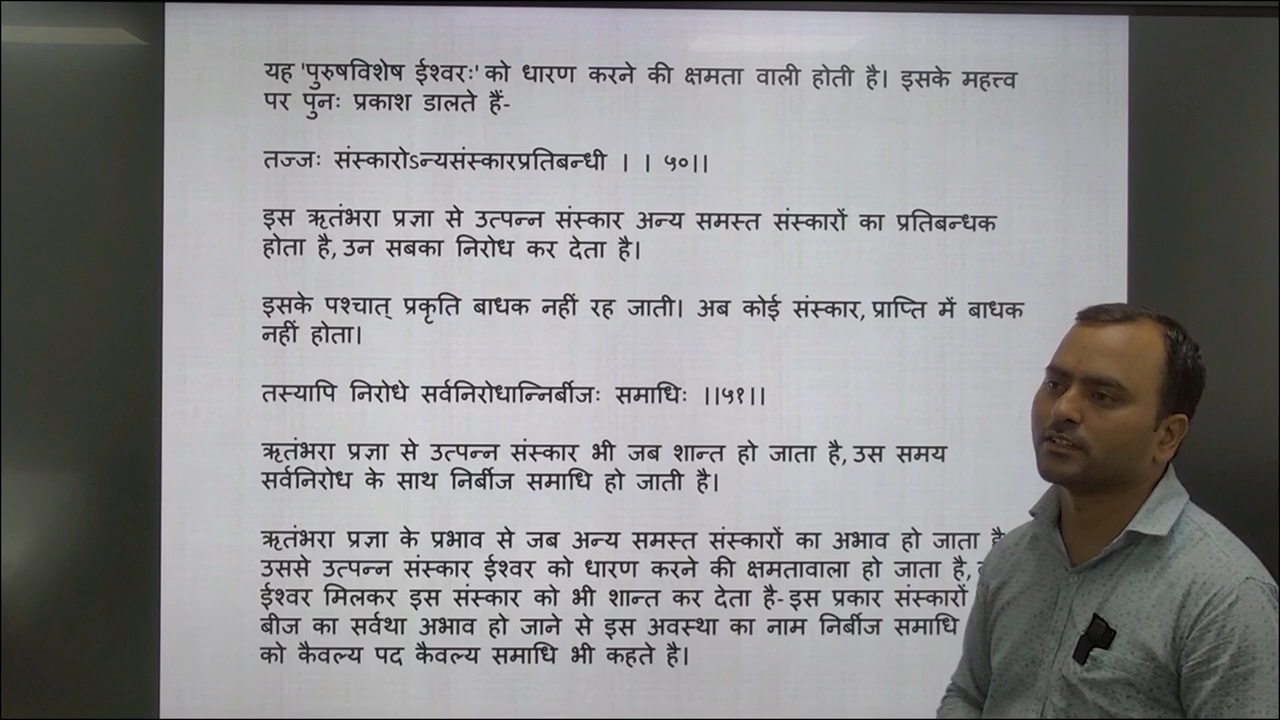 यह 'पुरुषविशेष ईश्वरः' को धारण करने की क्षमता वाली होती है। इसके महत्त्व
पर पुनः प्रकाश डालते हैं-
तज्जः संस्कारोऽन्यसंस्कारप्रतिबन्धी । । ५०।।
इस ऋतंभरा प्रज्ञा से उत्पन्न संस्कार अन्य समस्त संस्कारों का प्रतिबन्धक
होता है, उन सबका निरोध कर देता है।
इसके पश्चात् प्रकृति बाधक नहीं रह जाती। अब कोई संस्कार, प्राप्ति में बाधक
नहीं होता।
तस्यापि निरोधे सर्वनिरोधान्निर्बीजः समाधिः ।।५१।।
ऋतंभरा प्रज्ञा से उत्पन्न संस्कार भी जब शान्त हो जाता है, उस समय
सर्वनिरोध के साथ निर्बीज समाधि हो जाती है।
ऋतंभरा प्रज्ञा के प्रभाव से जब अन्य समस्त संस्कारों का अभाव हो जाता है
उससे उत्पन्न संस्कार ईश्वर को धारण करने की क्षमतावाला हो जाता है,
ईश्वर मिलकर इस संस्कार को भी शान्त कर देता है- इस प्रकार संस्कारों
बीज का सर्वथा अभाव हो जाने से इस अवस्था का नाम निर्बीज समाधि
को कैवल्य पद कैवल्य समाधि भी कहते है।